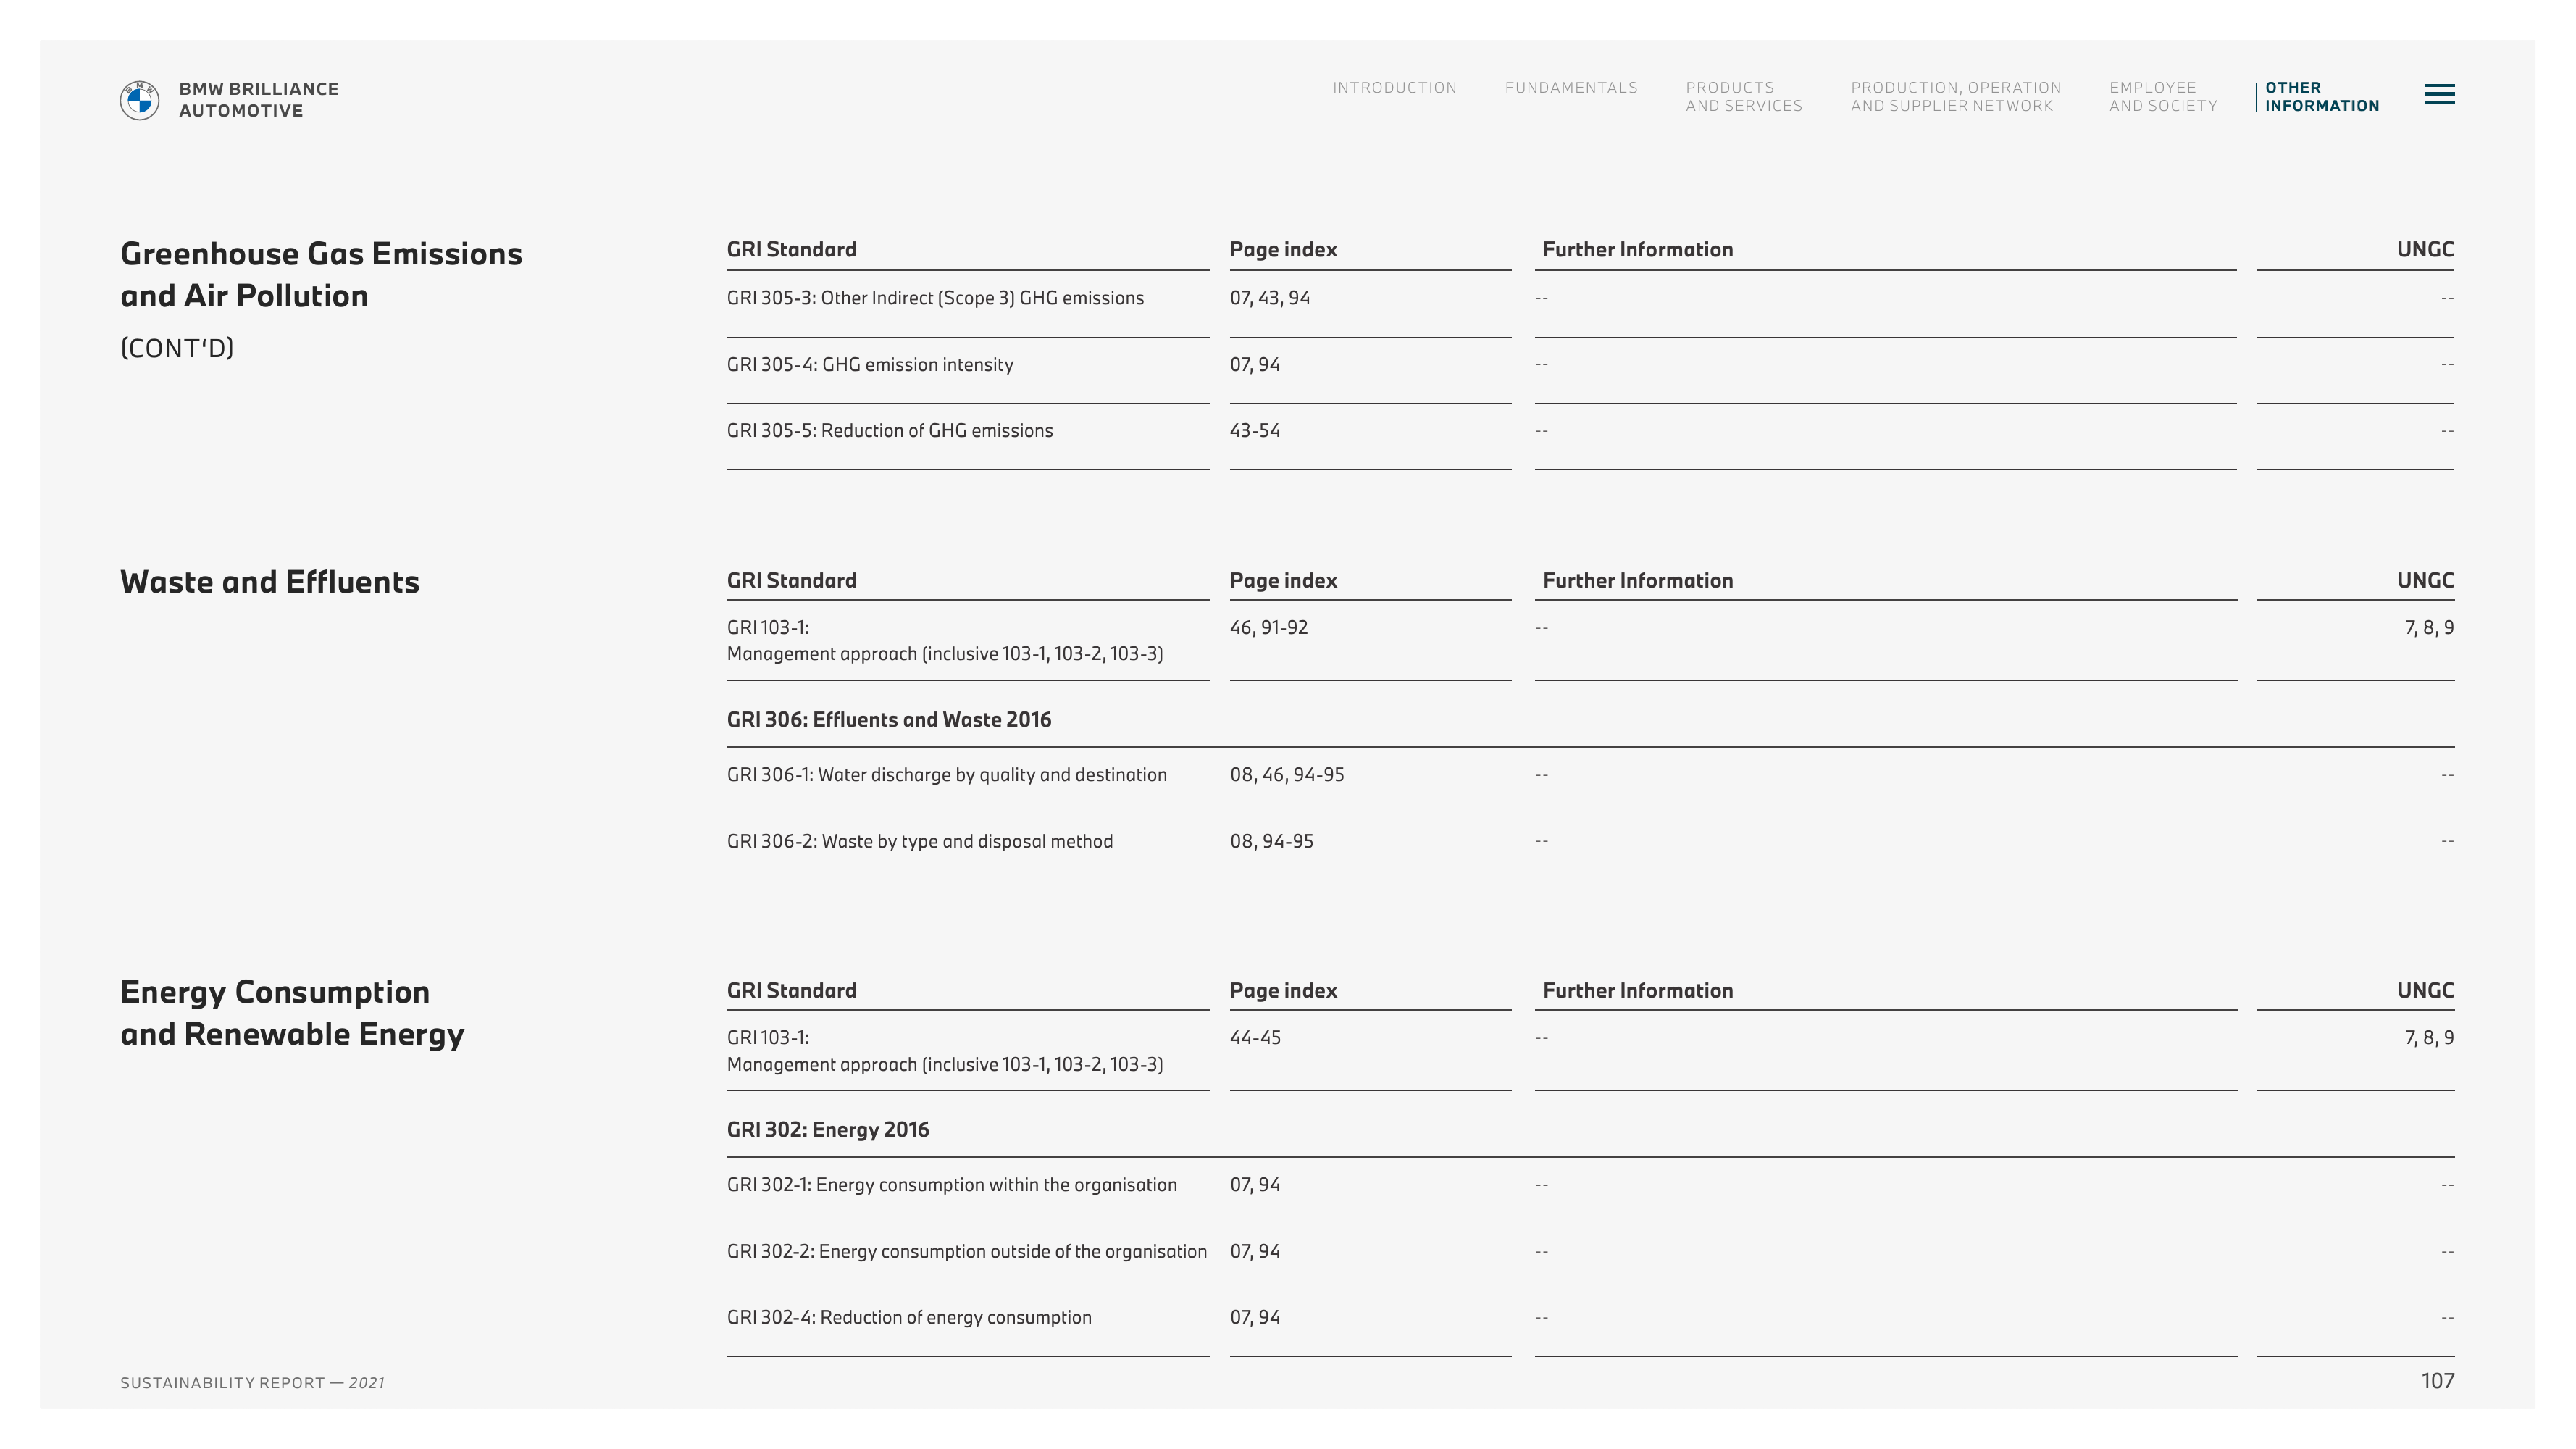 BMW BRILLIANCE
AUTOMOTIVE
INTRODUCTION
FUNDAMENTALS
PRODUCTS
AND SERVICES
PRODUCTION, OPERATION
AND SUPPLIER NETWORK
EMPLOYEE
AND SOCIETY
OTHER
INFORMATION
Greenhouse Gas Emissions
and Air Pollution
(CONT‘D)
GRI Standard Page index Further Information UNGC
GRI 305-3: Other Indirect (Scope 3) GHG emissions 07, 43, 94 -- --
GRI 305-4: GHG emission intensity 07, 94 -- --
GRI 305-5: Reduction of GHG emissions 43-54 -- --
Waste and Effluents
GRI Standard Page index Further Information UNGC
GRI 103-1: 46, 91-92 -- 7, 8, 9
Management approach (inclusive 103-1, 103-2, 103-3)
GRI 306: Effluents and Waste 2016
GRI 306-1: Water discharge by quality and destination 08, 46, 94-95 -- --
GRI 306-2: Waste by type and disposal method 08, 94-95 -- --
Energy Consumption
and Renewable Energy
GRI Standard Page index Further Information UNGC
GRI 103-1: 44-45 -- 7, 8, 9
Management approach (inclusive 103-1, 103-2, 103-3)
GRI 302: Energy 2016
GRI 302-1: Energy consumption within the organisation 07, 94 -- --
GRI 302-2: Energy consumption outside of the organisation 07, 94 -- --
GRI 302-4: Reduction of energy consumption 07, 94 -- --
SUSTAINABILITY REPORT — 2021
107